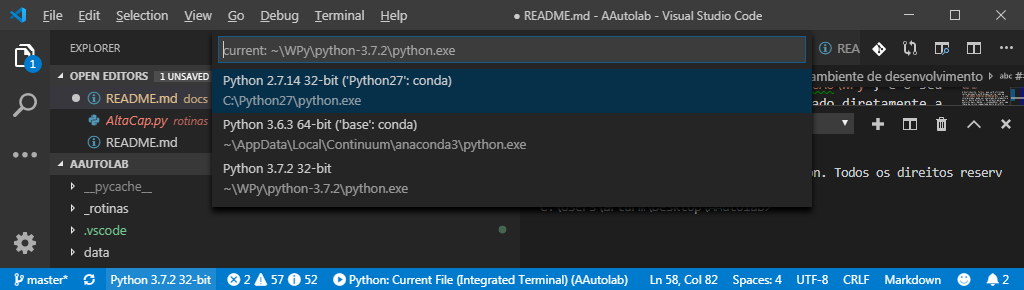 File Edit Selection View Go Debug Terminal Help ● README.md - AAutolab - Visual Studio Code
EXPLORER
current: ~\WPy\python-3.7.2\python.exe
REA
OPEN EDITORS 1 UNSAVED
Python 2.7.14 32-bit ('Python27': conda)
C:\Python27\python.exe
ambiente de desenvolvimento
abc
README.md docs
ado diretamente a
AltaCap.py rotinas
Python 3.6.3 64-bit ('base': conda)
~\AppData\Local\Continuum\anaconda3\python.exe
README.md
AAUTOLAB
Python 3.7.2 32-bit
~\WPy\python-3.7.2\python.exe
n. Todos os direitos reserv
__pycache__
_rotinas
.vscode
data
1
master* Python 3.7.2 32-bit 2 57 52 Python: Current File (Integrated Terminal) (AAutolab) Ln 58, Col 82 Spaces: 4 UTF-8 CRLF Markdown 2